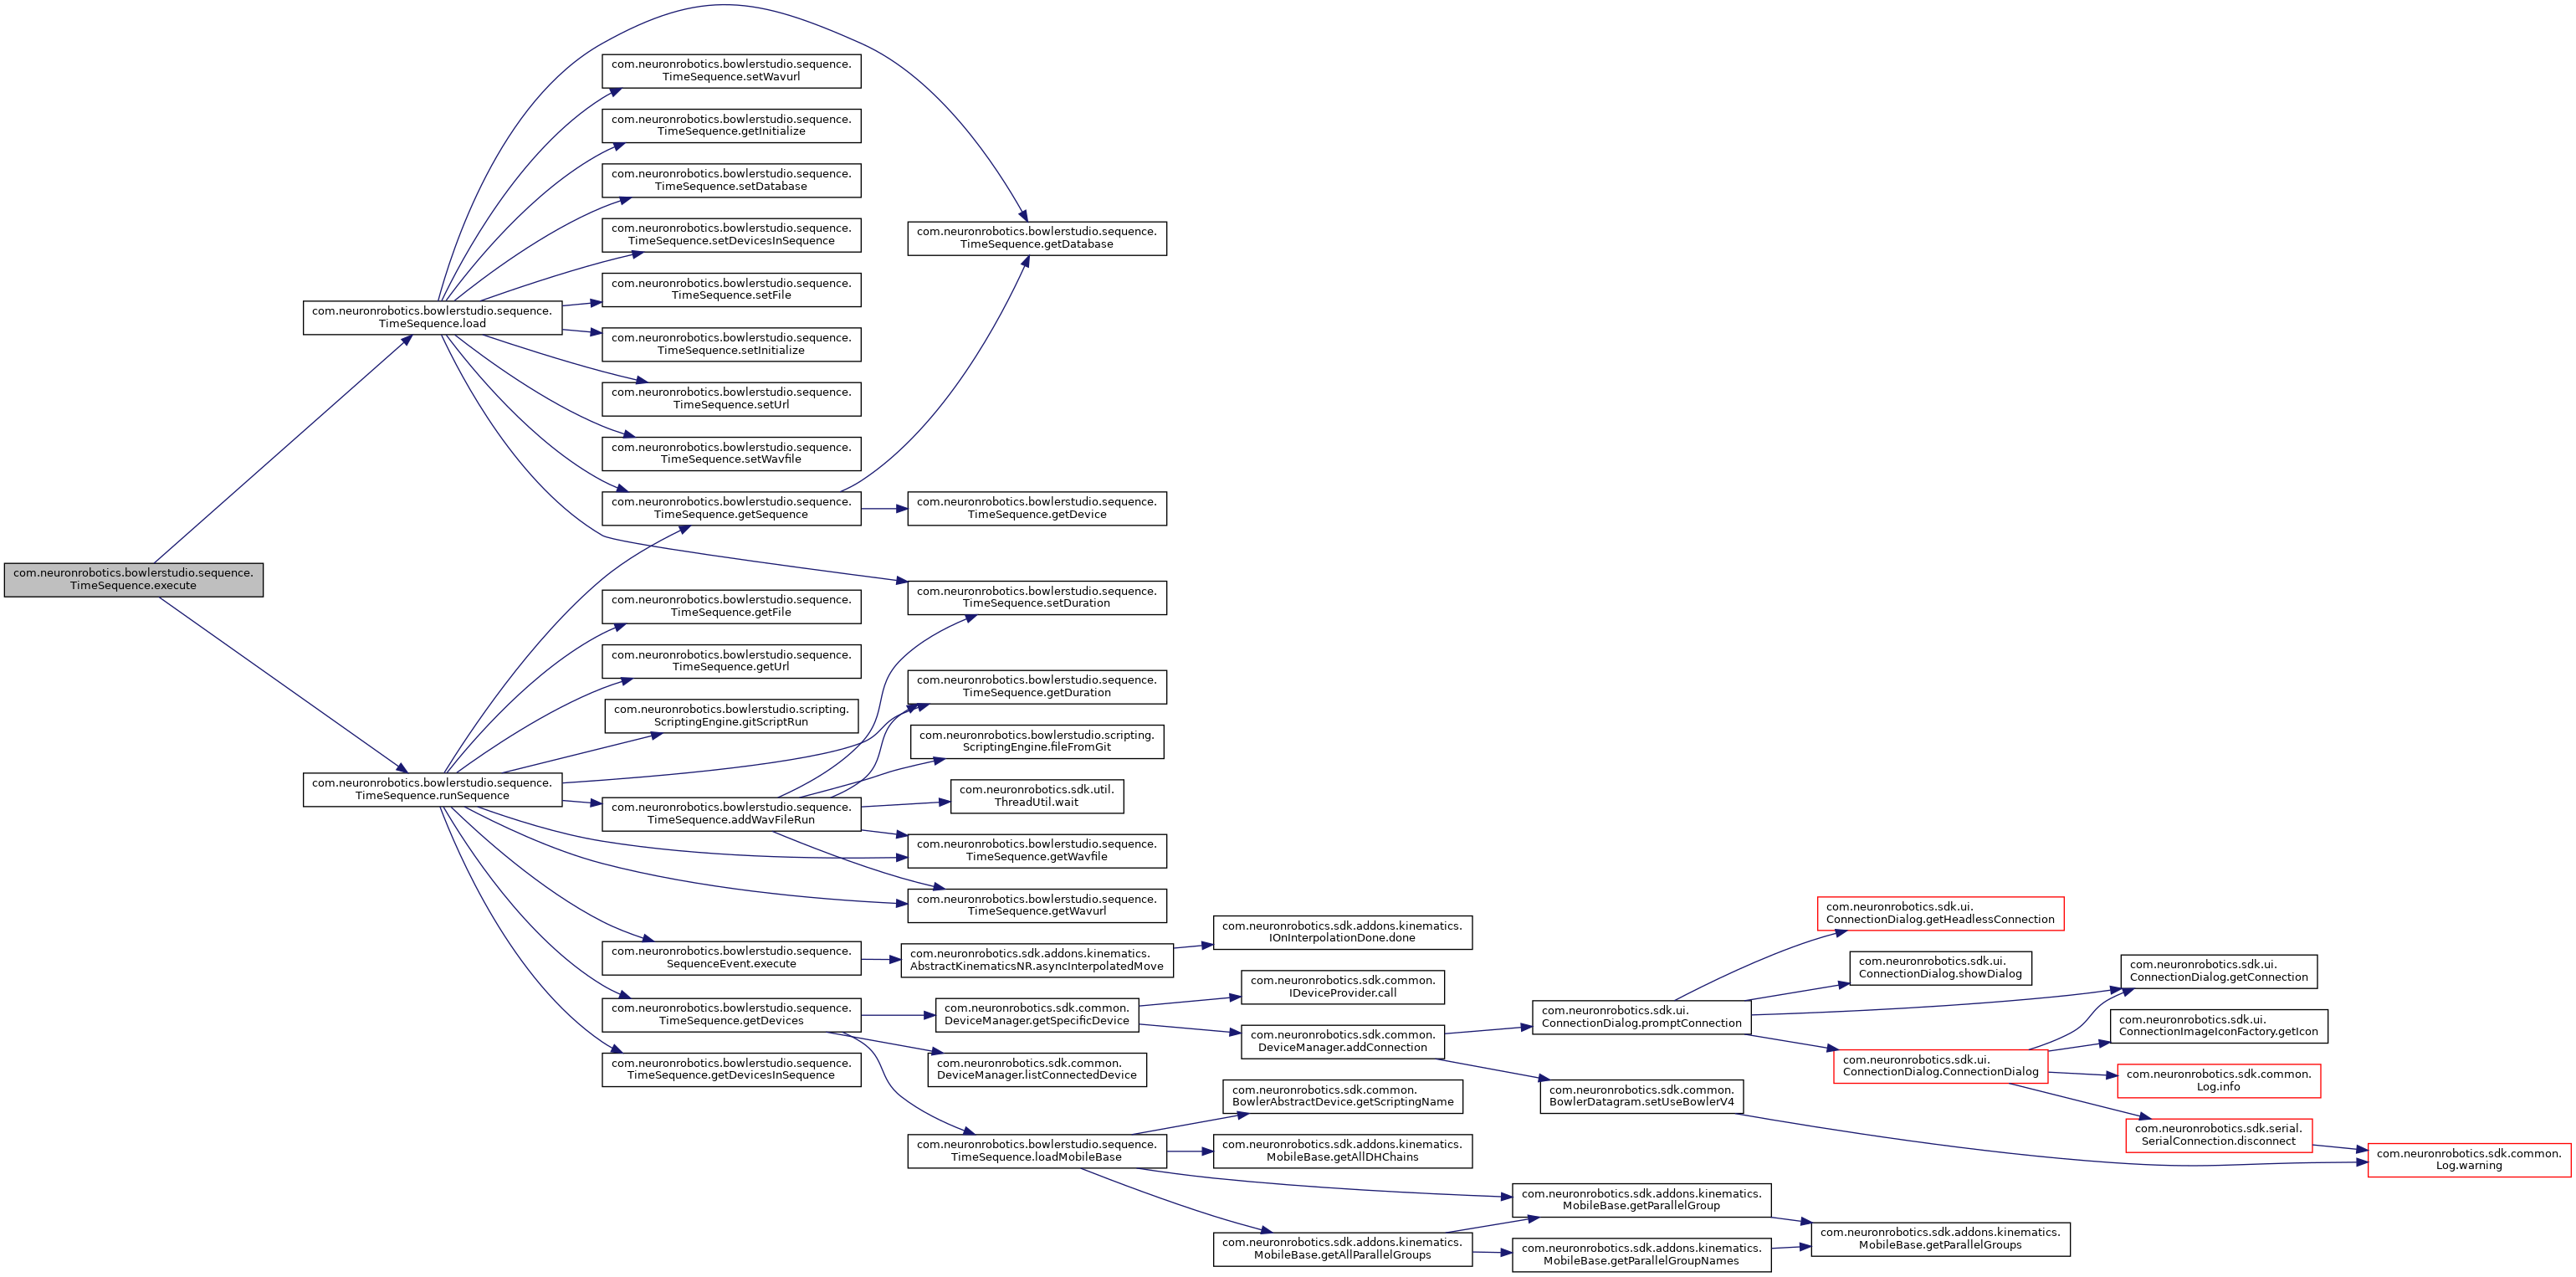 com.neuronrobotics.bowlerstudio.sequence.
TimeSequence.execute
com.neuronrobotics.bowlerstudio.sequence.
TimeSequence.load
com.neuronrobotics.bowlerstudio.sequence.
TimeSequence.runSequence
com.neuronrobotics.bowlerstudio.sequence.
TimeSequence.setWavurl
com.neuronrobotics.bowlerstudio.sequence.
TimeSequence.getInitialize
com.neuronrobotics.bowlerstudio.sequence.
TimeSequence.setDatabase
com.neuronrobotics.bowlerstudio.sequence.
TimeSequence.setDevicesInSequence
com.neuronrobotics.bowlerstudio.sequence.
TimeSequence.setFile
com.neuronrobotics.bowlerstudio.sequence.
TimeSequence.setInitialize
com.neuronrobotics.bowlerstudio.sequence.
TimeSequence.setUrl
com.neuronrobotics.bowlerstudio.sequence.
TimeSequence.setWavfile
com.neuronrobotics.bowlerstudio.sequence.
TimeSequence.getSequence
com.neuronrobotics.bowlerstudio.sequence.
TimeSequence.getFile
com.neuronrobotics.bowlerstudio.sequence.
TimeSequence.getUrl
com.neuronrobotics.bowlerstudio.scripting.
ScriptingEngine.gitScriptRun
com.neuronrobotics.bowlerstudio.sequence.
TimeSequence.addWavFileRun
com.neuronrobotics.bowlerstudio.sequence.
SequenceEvent.execute
com.neuronrobotics.bowlerstudio.sequence.
TimeSequence.getDevices
com.neuronrobotics.bowlerstudio.sequence.
TimeSequence.getDevicesInSequence
com.neuronrobotics.bowlerstudio.sequence.
TimeSequence.getDatabase
com.neuronrobotics.bowlerstudio.sequence.
TimeSequence.getDevice
com.neuronrobotics.bowlerstudio.sequence.
TimeSequence.setDuration
com.neuronrobotics.bowlerstudio.sequence.
TimeSequence.getDuration
com.neuronrobotics.bowlerstudio.scripting.
ScriptingEngine.fileFromGit
com.neuronrobotics.sdk.util.
ThreadUtil.wait
com.neuronrobotics.bowlerstudio.sequence.
TimeSequence.getWavfile
com.neuronrobotics.bowlerstudio.sequence.
TimeSequence.getWavurl
com.neuronrobotics.sdk.addons.kinematics.
AbstractKinematicsNR.asyncInterpolatedMove
com.neuronrobotics.sdk.common.
DeviceManager.getSpecificDevice
com.neuronrobotics.sdk.common.
DeviceManager.listConnectedDevice
com.neuronrobotics.bowlerstudio.sequence.
TimeSequence.loadMobileBase
com.neuronrobotics.sdk.addons.kinematics.
IOnInterpolationDone.done
com.neuronrobotics.sdk.common.
IDeviceProvider.call
com.neuronrobotics.sdk.common.
DeviceManager.addConnection
com.neuronrobotics.sdk.common.
BowlerAbstractDevice.getScriptingName
com.neuronrobotics.sdk.addons.kinematics.
MobileBase.getAllDHChains
com.neuronrobotics.sdk.addons.kinematics.
MobileBase.getAllParallelGroups
com.neuronrobotics.sdk.ui.
ConnectionDialog.promptConnection
com.neuronrobotics.sdk.common.
BowlerDatagram.setUseBowlerV4
com.neuronrobotics.sdk.addons.kinematics.
MobileBase.getParallelGroup
com.neuronrobotics.sdk.addons.kinematics.
MobileBase.getParallelGroupNames
com.neuronrobotics.sdk.ui.
ConnectionDialog.getHeadlessConnection
com.neuronrobotics.sdk.ui.
ConnectionDialog.showDialog
com.neuronrobotics.sdk.ui.
ConnectionDialog.ConnectionDialog
com.neuronrobotics.sdk.addons.kinematics.
MobileBase.getParallelGroups
com.neuronrobotics.sdk.ui.
ConnectionDialog.getConnection
com.neuronrobotics.sdk.ui.
ConnectionImageIconFactory.getIcon
com.neuronrobotics.sdk.common.
Log.info
com.neuronrobotics.sdk.serial.
SerialConnection.disconnect
com.neuronrobotics.sdk.common.
Log.warning